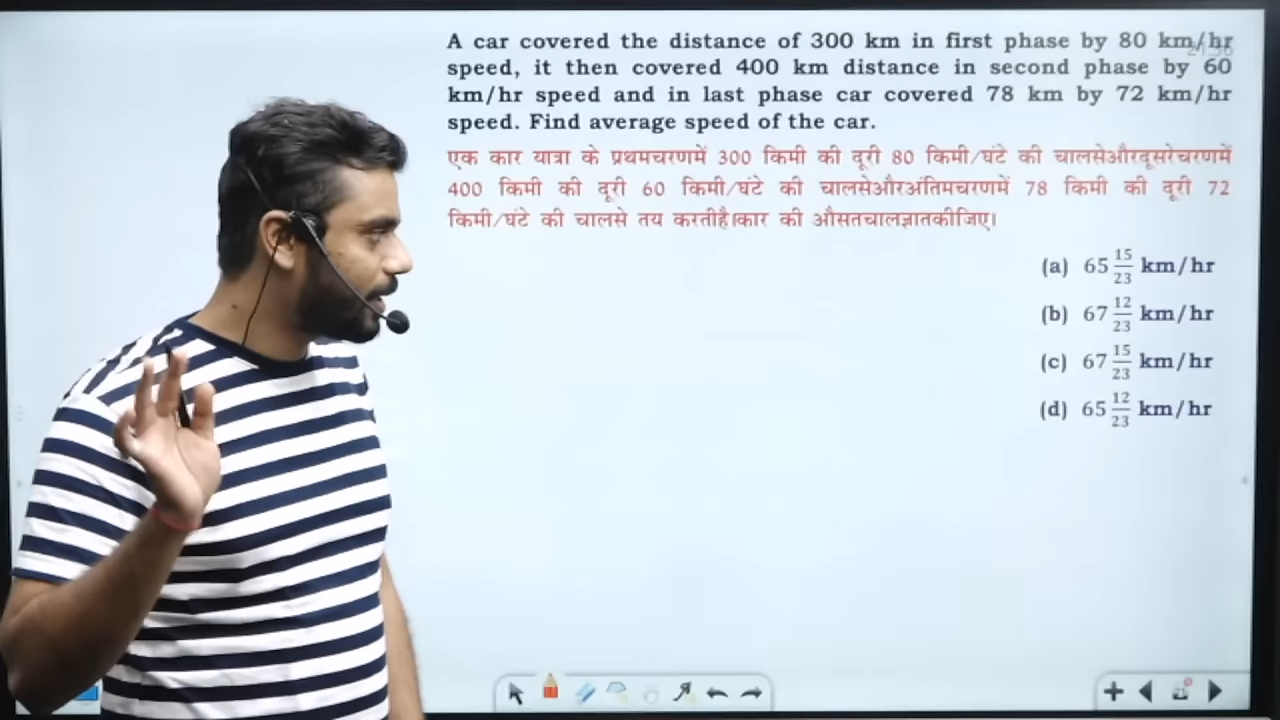 A car covered the distance of 300 km in first phase by 80 km/hr
speed, it then covered 400 km distance in second phase by 60
km/hr speed and in last phase car covered 78 km by 72 km/hr
speed. Find average speed of the car.
एक कार यात्रा के प्रथमचरणमें 300 किमी की दूरी 80 किमी/घंटे की चालसेऔरदूसरेचरणमें
400 किमी की दूरी 60 किमी/घंटे की चालसेऔरअंतिमचरणमें 78 किमी की दूरी 72
किमी/घंटे की चालसे तय करतीहै।कार की औसतचालज्ञातकीजिए।
(a) 65 15/23 km/hr
(b) 67 12/23 km/hr
(c) 67 15/23 km/hr
(d) 65 12/23 km/hr